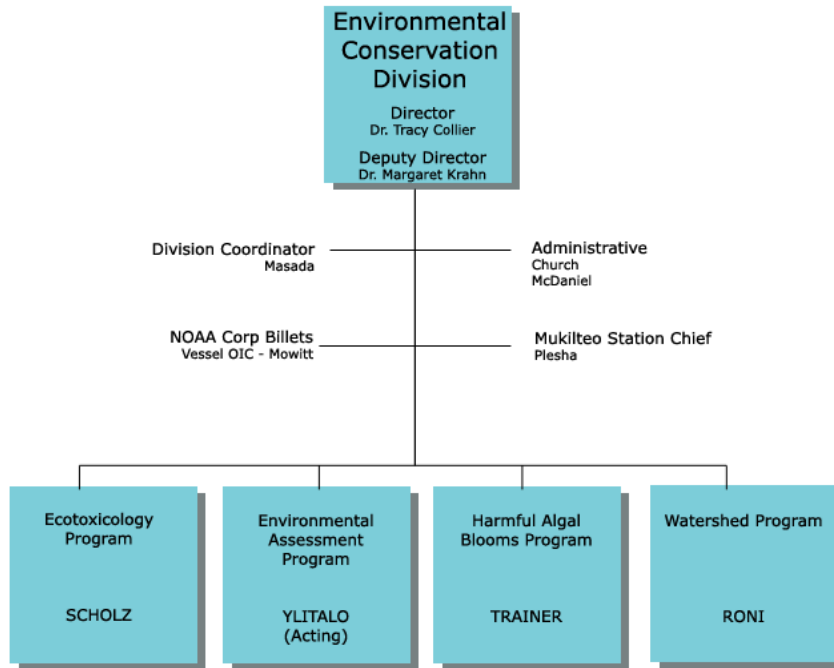 Environmental
Conservation
Division
Director
Dr. Tracy Collier
Deputy Director
Dr. Margaret Krahn
Division Coordinator
Masada
Administrative
Church
McDaniel
NOAA Corp Billets
Vessel OIC - Mowitt
Mukilteo Station Chief
Plesha
Ecotoxicology
Program
SCHOLZ
Environmental
Assessment
Program
YLITALO
(Acting)
Harmful Algal
Blooms Program
TRAINER
Watershed Program
RONI